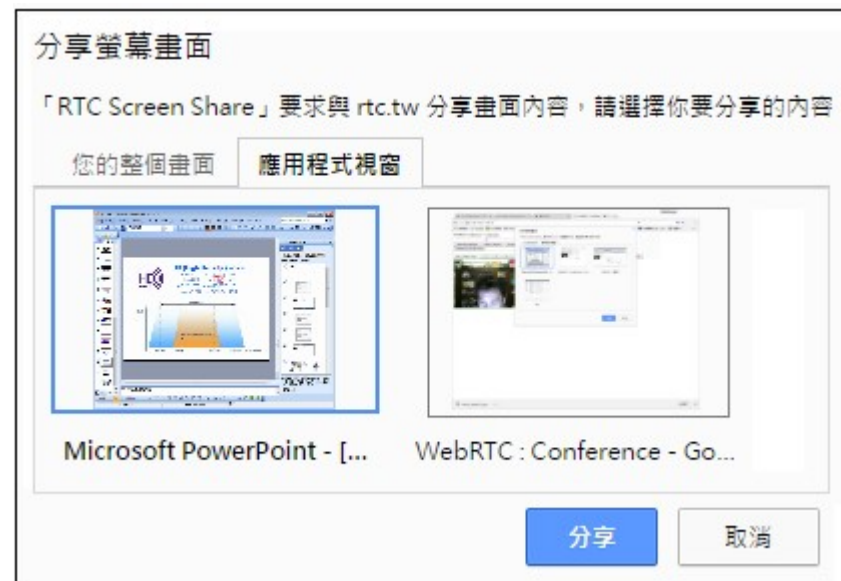 分享螢幕畫面
「RTC Screen Share」要求與 rtc.tw 分享畫面內容，請選擇你要分享的內容
您的整個畫面
應用程式視窗
Microsoft PowerPoint - [...
WebRTC : Conference - Go...
分享
取消